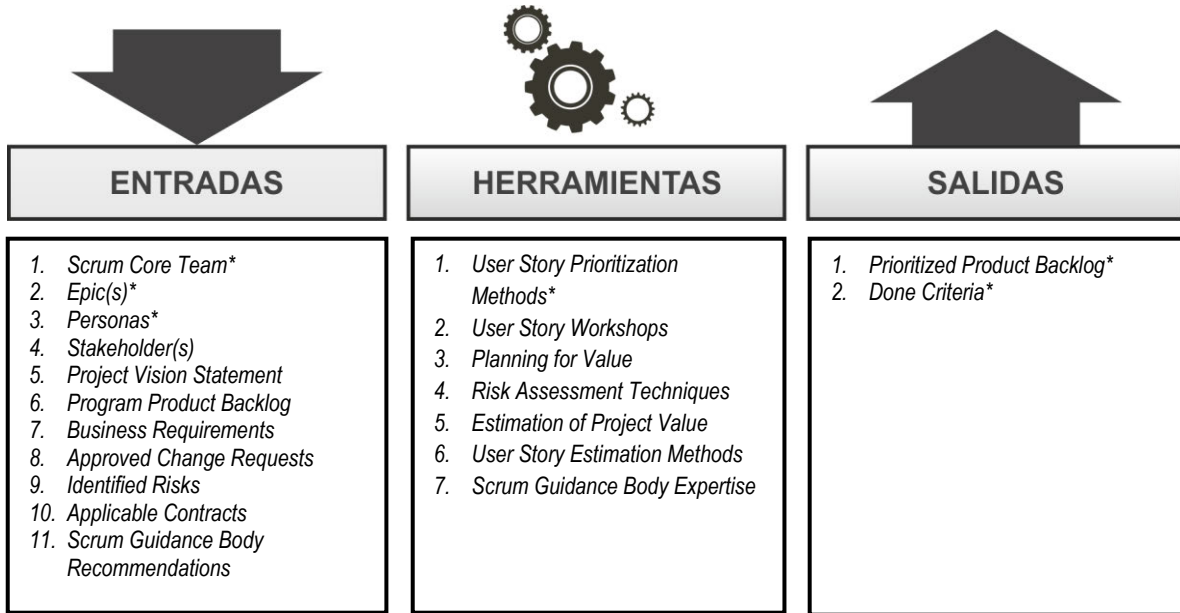 ENTRADAS
1. Scrum Core Team*
2. Epic(s)*
3. Personas*
4. Stakeholder(s)
5. Project Vision Statement
6. Program Product Backlog
7. Business Requirements
8. Approved Change Requests
9. Identified Risks
10. Applicable Contracts
11. Scrum Guidance Body
Recommendations
HERRAMIENTAS
1. User Story Prioritization
Methods*
2. User Story Workshops
3. Planning for Value
4. Risk Assessment Techniques
5. Estimation of Project Value
6. User Story Estimation Methods
7. Scrum Guidance Body Expertise
SALIDAS
1. Prioritized Product Backlog*
2. Done Criteria*